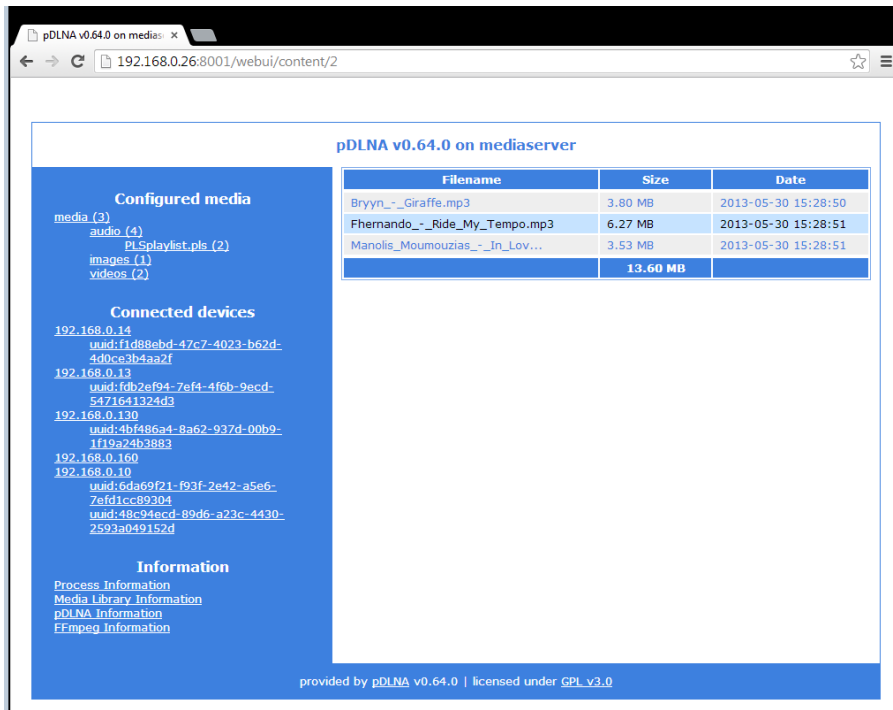 pDLNA v0.64.0 on medias
192.168.0.26:8001/webui/content/2
pDLNA v0.64.0 on mediaserver
Configured media
media (3)
audio (4)
PLSplaylist.pls (2)
images (1)
videos (2)
Connected devices
192.168.0.14
uuid:f1d88ebd-47c7-4023-b62d-
4d0ce3b4aa2f
192.168.0.13
uuid:fdb2ef94-7ef4-4f6b-9ecd-
5471641324d3
192.168.0.130
uuid:4bf486a4-8a62-937d-00b9-
1f19a24b3883
192.168.0.160
192.168.0.10
uuid:6da69f21-f93f-2e42-a5e6-
7efd1cc89304
uuid:48c94ecd-89d6-a23c-4430-
2593a049152d
Information
Process Information
Media Library Information
pDLNA Information
FFmpeg Information
Filename Size Date
Bryyn_-_Giraffe.mp3 3.80 MB 2013-05-30 15:28:50
Fhernando_-_Ride_My_Tempo.mp3 6.27 MB 2013-05-30 15:28:51
Manolis_Moumouzias_-_In_Lov... 3.53 MB 2013-05-30 15:28:51
13.60 MB
provided by pDLNA v0.64.0 | licensed under GPL v3.0